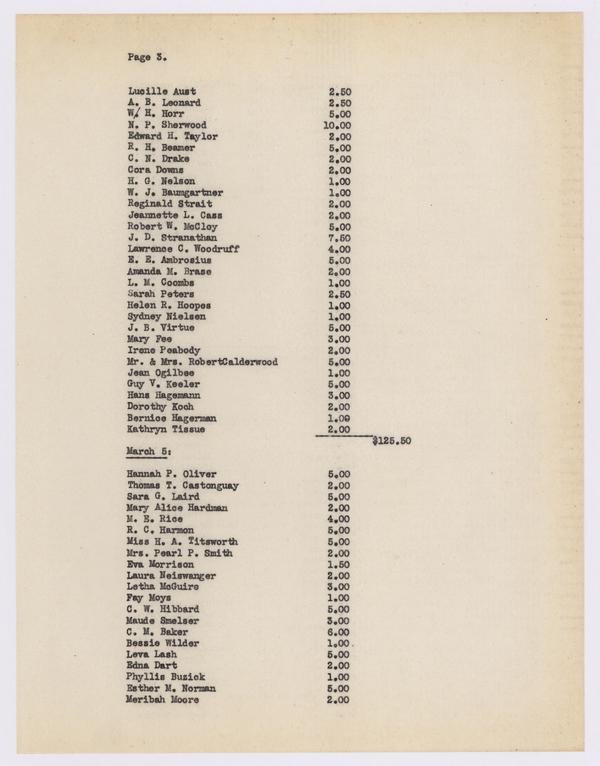 Page 3.
Lucille Aust 2.50
A. B. Leonard 2.50
W/ H. Horr 5.00
N. P. Sherwood 10.00
Edward H. Taylor 2.00
R. H. Beamer 5.00
C. N. Drake 2.00
Cora Downs 2.00
H. G. Nelson 1.00
W. J. Baumgartner 1.00
Reginald Strait 2.00
Jeannette L. Cass 2.00
Robert W. McCloy 5.00
J. D. Stranathan 7.50
Lawrence C. Woodruff 4.00
E. E. Ambrosius 5.00
Amanda M. Brase 2.00
L. M. Coombs 1.00
Sarah Peters 2.50
Helen R. Hoopes 1.00
Sydney Nielsen 1.00
J. B. Virtue 5.00
Mary Fee 3.00
Irene Peabody 2.00
Mr. & Mrs. RobertCalderwood 5.00
Jean Ogilbee 1.00
Guy V. Keeler 5.00
Hans Hagemann 3.00
Dorothy Koch 2.00
Bernice Hagerman 1.00
Kathryn Tissue 2.00
$125.50
March 5:
Hannah P. Oliver 5.00
Thomas T. Castonguay 2.00
Sara G. Laird 5.00
Mary Alice Hardman 2.00
M. E. Rice 4.00
R. C. Harmon 5.00
Miss H. A. Titsworth 5.00
Mrs. Pearl P. Smith 2.00
Eva Morrison 1.50
Laura Neiswanger 2.00
Letha McGuire 3.00
Fay Moys 1.00
C. W. Hibbard 5.00
Maude Smelser 3.00
C. M. Baker 6.00
Bessie Wilder 1.00.
Leva Lash 5.00
Edna Dart 2.00
Phyllis Buzick 1.00
Esther M. Norman 5.00
Meribah Moore 2.00